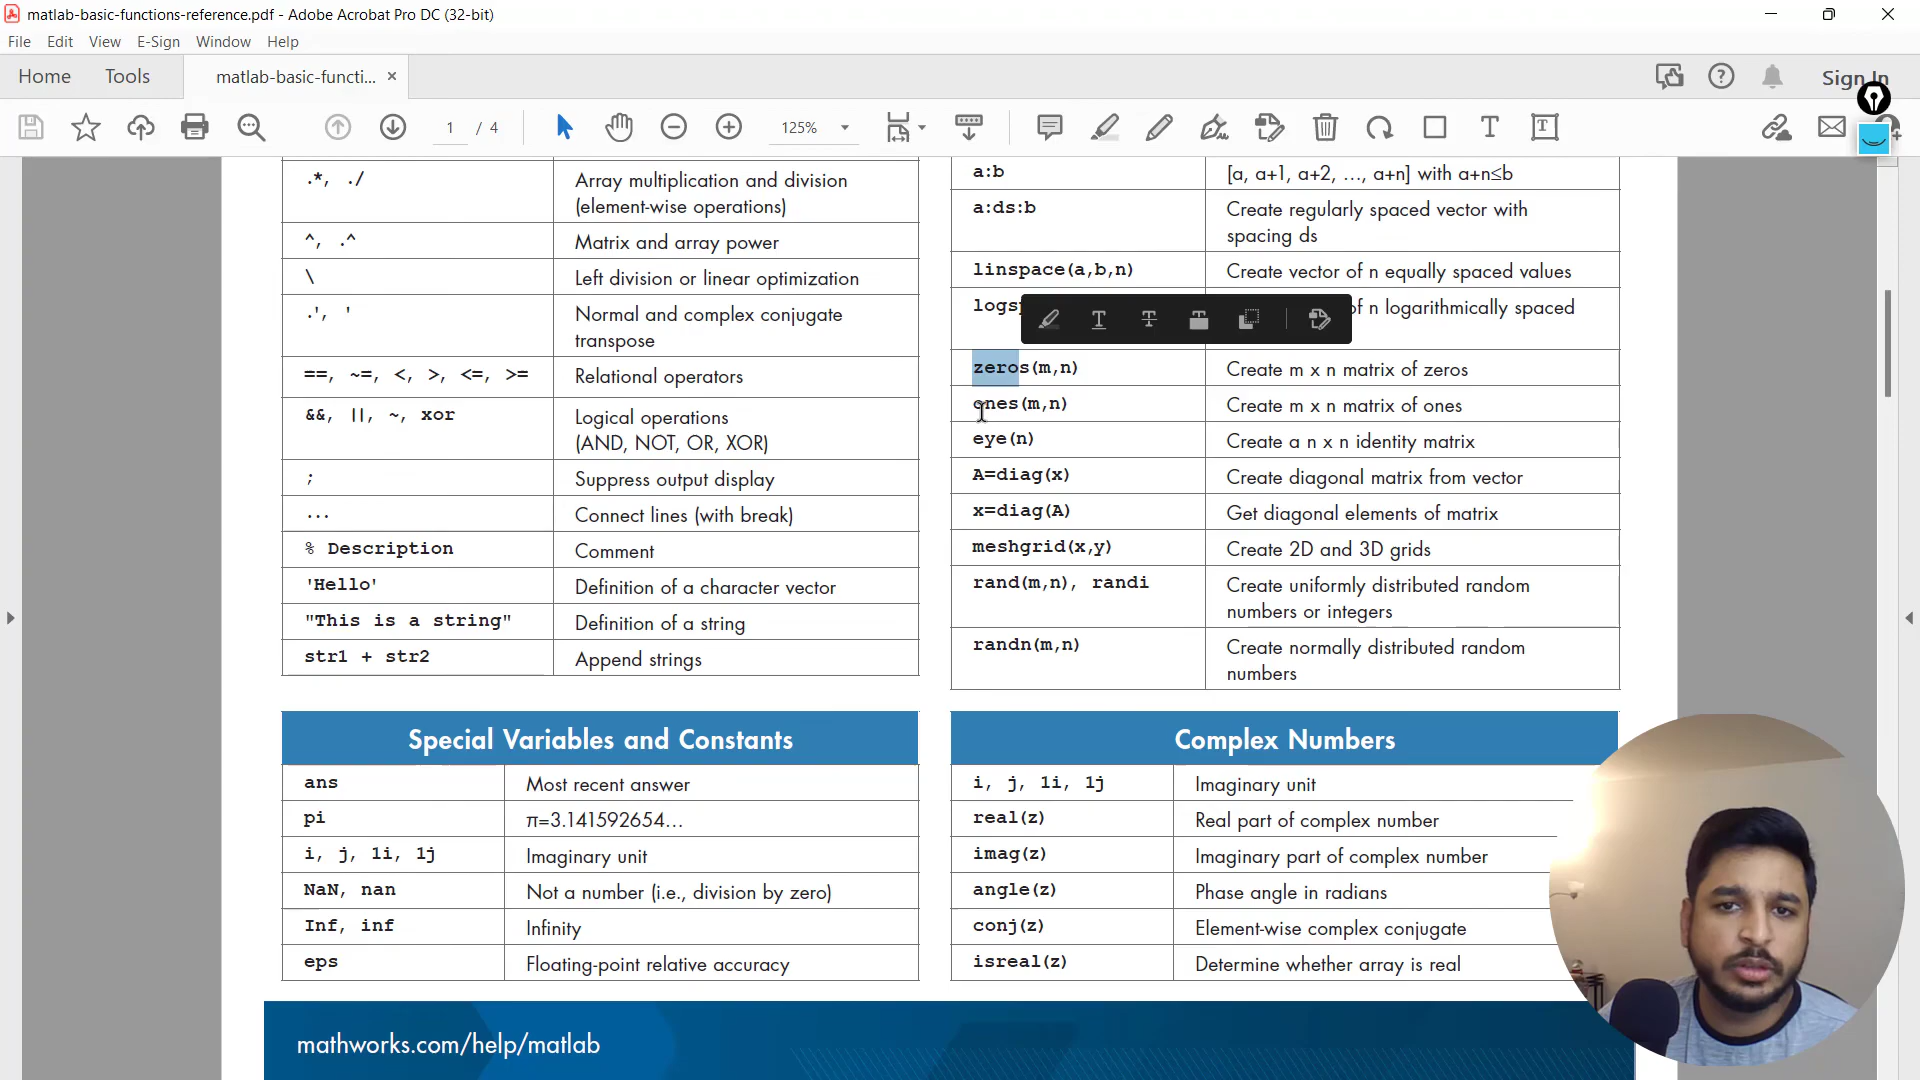 matlab-basic-functions-reference.pdf - Adobe Acrobat Pro DC (32-bit)
File Edit View E-Sign Window Help
Home Tools matlab-basic-functi... × Sign In
1 / 4 125%
.*, ./ Array multiplication and division
(element-wise operations)
^, .^ Matrix and array power
\ Left division or linear optimization
.', ' Normal and complex conjugate
transpose
==, ~=, <, >, <=, >= Relational operators
&&, ||, ~, xor Logical operations
(AND, NOT, OR, XOR)
; Suppress output display
... Connect lines (with break)
% Description Comment
'Hello' Definition of a character vector
"This is a string" Definition of a string
str1 + str2 Append strings
a:b [a, a+1, a+2, …, a+n] with a+n≤b
a:ds:b Create regularly spaced vector with
spacing ds
linspace(a,b,n) Create vector of n equally spaced values
of n logarithmically spaced
zeros(m,n) Create m x n matrix of zeros
ones(m,n) Create m x n matrix of ones
eye(n) Create a n x n identity matrix
A=diag(x) Create diagonal matrix from vector
x=diag(A) Get diagonal elements of matrix
meshgrid(x,y) Create 2D and 3D grids
rand(m,n), randi Create uniformly distributed random
numbers or integers
randn(m,n) Create normally distributed random
numbers
Special Variables and Constants
ans Most recent answer
pi π=3.141592654…
i, j, 1i, 1j Imaginary unit
NaN, nan Not a number (i.e., division by zero)
Inf, inf Infinity
eps Floating-point relative accuracy
Complex Numbers
i, j, 1i, 1j Imaginary unit
real(z) Real part of complex number
imag(z) Imaginary part of complex number
angle(z) Phase angle in radians
conj(z) Element-wise complex conjugate
isreal(z) Determine whether array is real
mathworks.com/help/matlab